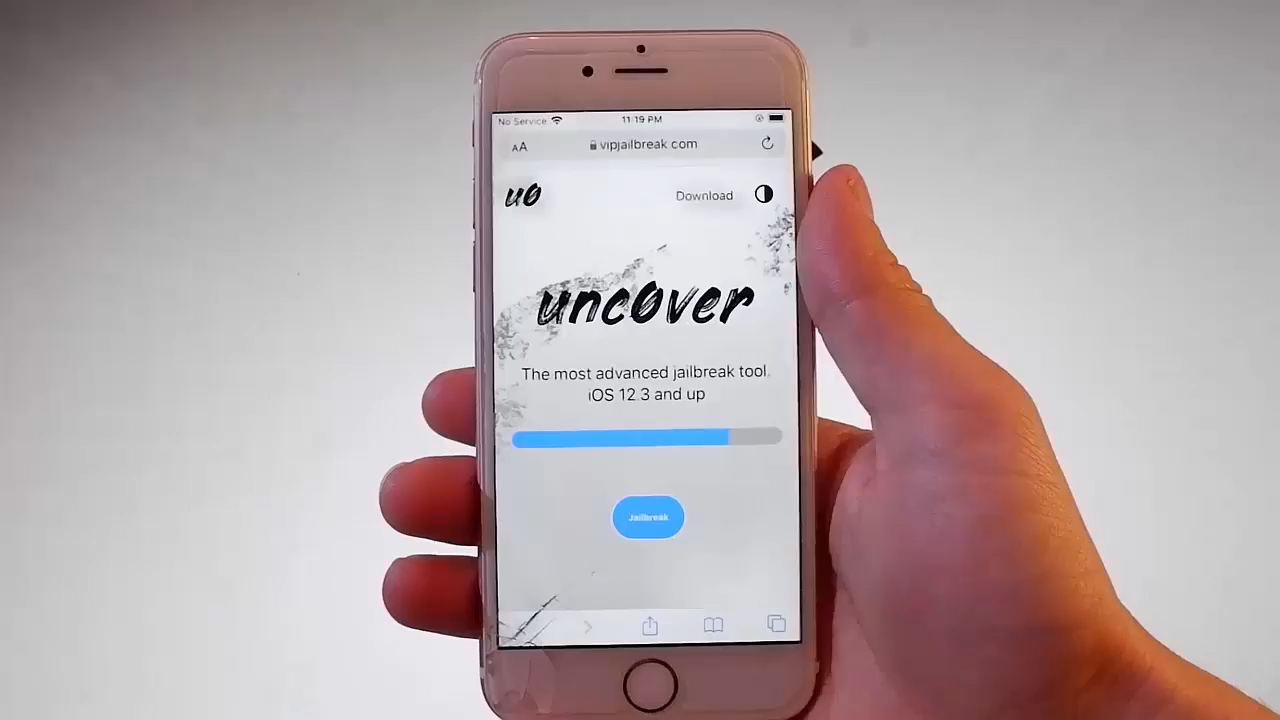 No Service 11:19 PM
AA vipjailbreak.com
u0 Download
unc0ver
The most advanced jailbreak tool.
iOS 12.3 and up
Jailbreak